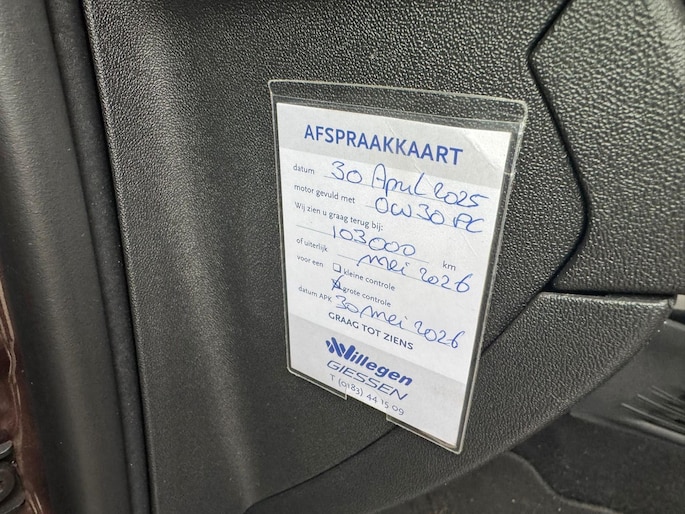 AFSPRAAKKAART
datum 30 April 2025
motor gevuld met 0W30 FC
Wij zien u graag terug bij:
103000 km
of uiterlijk mei 2026
voor een kleine controle
grote controle
datum APK 30 mei 2026
GRAAG TOT ZIENS
Willegen
GIESSEN
T (0183) 44 15 09